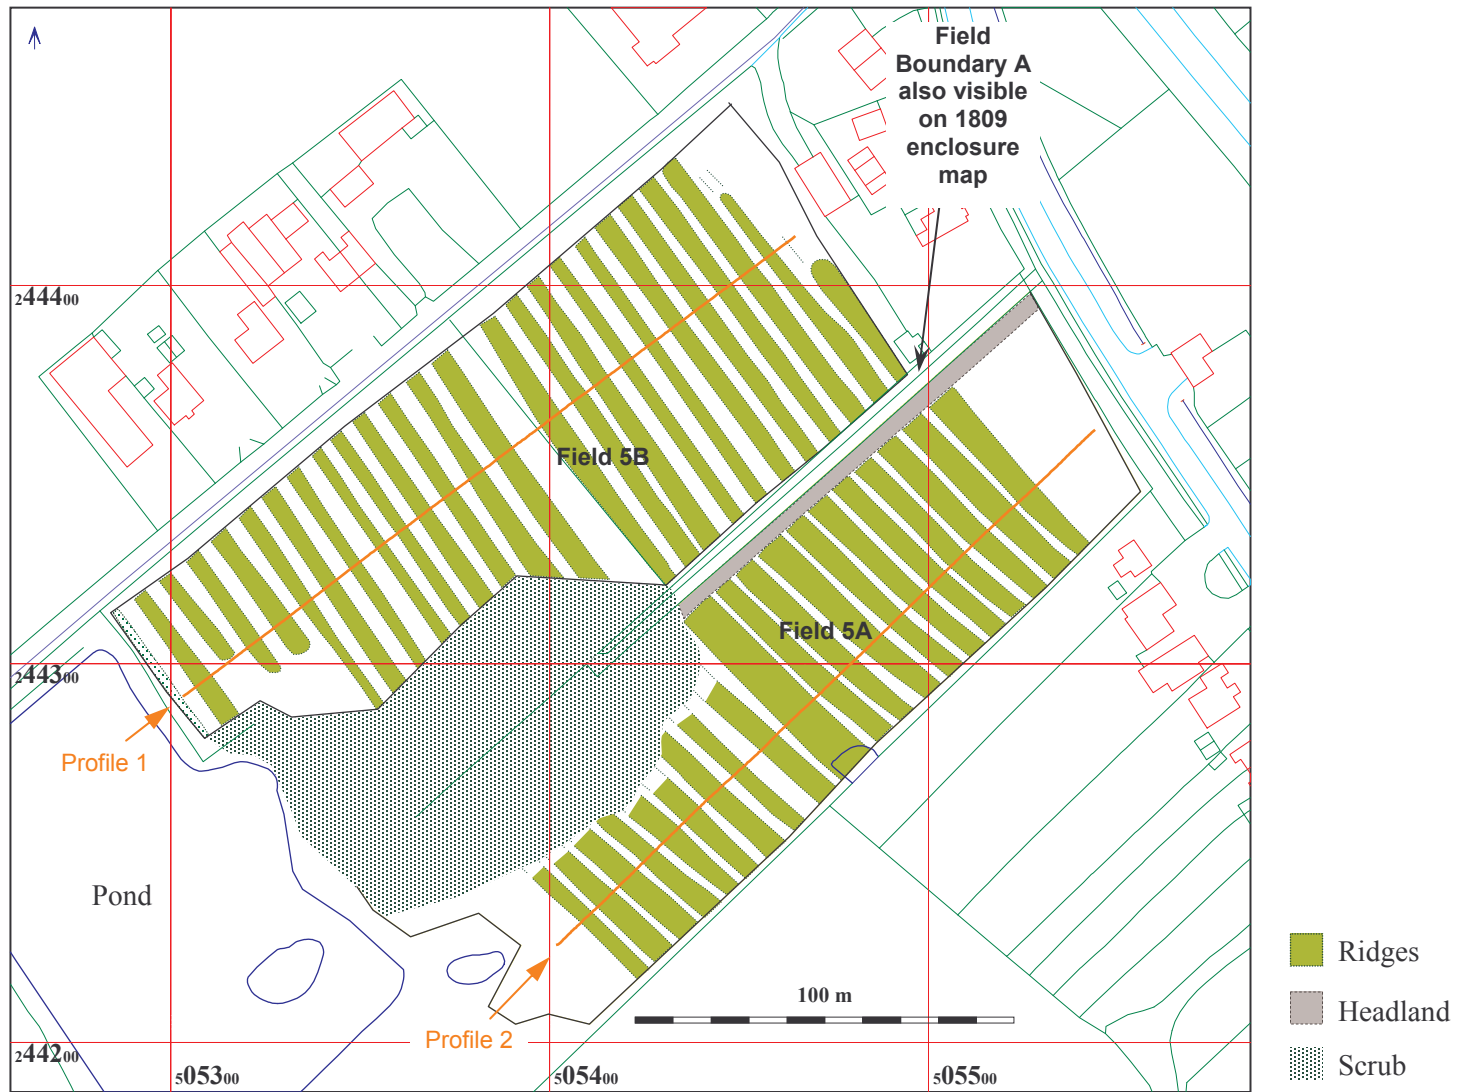 Field
Boundary A
also visible
on 1809
enclosure
map
244400
Field 5B
Field 5A
244300
Profile 1
Pond
Ridges
100 m
Headland
Profile 2
244200
Scrub
505300
505400
505500